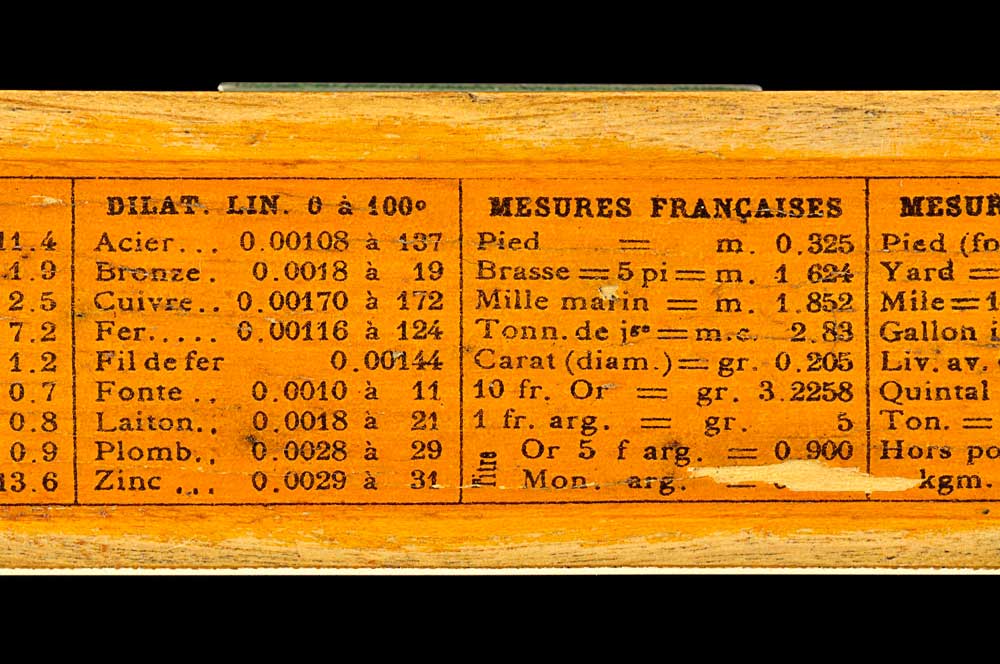 11.4
1.9
2.5
7.2
1.2
0.7
0.8
0.9
13.6
DILAT. LIN. 0 à 100°
Acier... 0.00108 à 137
Bronze. 0.0018 à 19
Cuivre.. 0.00170 à 172
Fer..... 0.00116 à 124
Fil de fer 0.00144
Fonte .. 0.0010 à 11
Laiton.. 0.0018 à 21
Plomb.. 0.0028 à 29
Zinc ... 0.0029 à 31
MESURES FRANÇAISES
Pied = m. 0.325
Brasse = 5 pi = m. 1 624
Mille marin = m. 1.852
Tonn. de jᵍᵉ = m.c. 2.83
Carat (diam.) = gr. 0.205
10 fr. Or = gr. 3.2258
1 fr. arg. = gr. 5
titre
Or 5 f arg. = 0 900
Mon. arg. =
MESUR
Pied (
Yard =
Mile = 1
Gallon
Liv. av.
Quintal
Ton. =
Hors po
kgm.